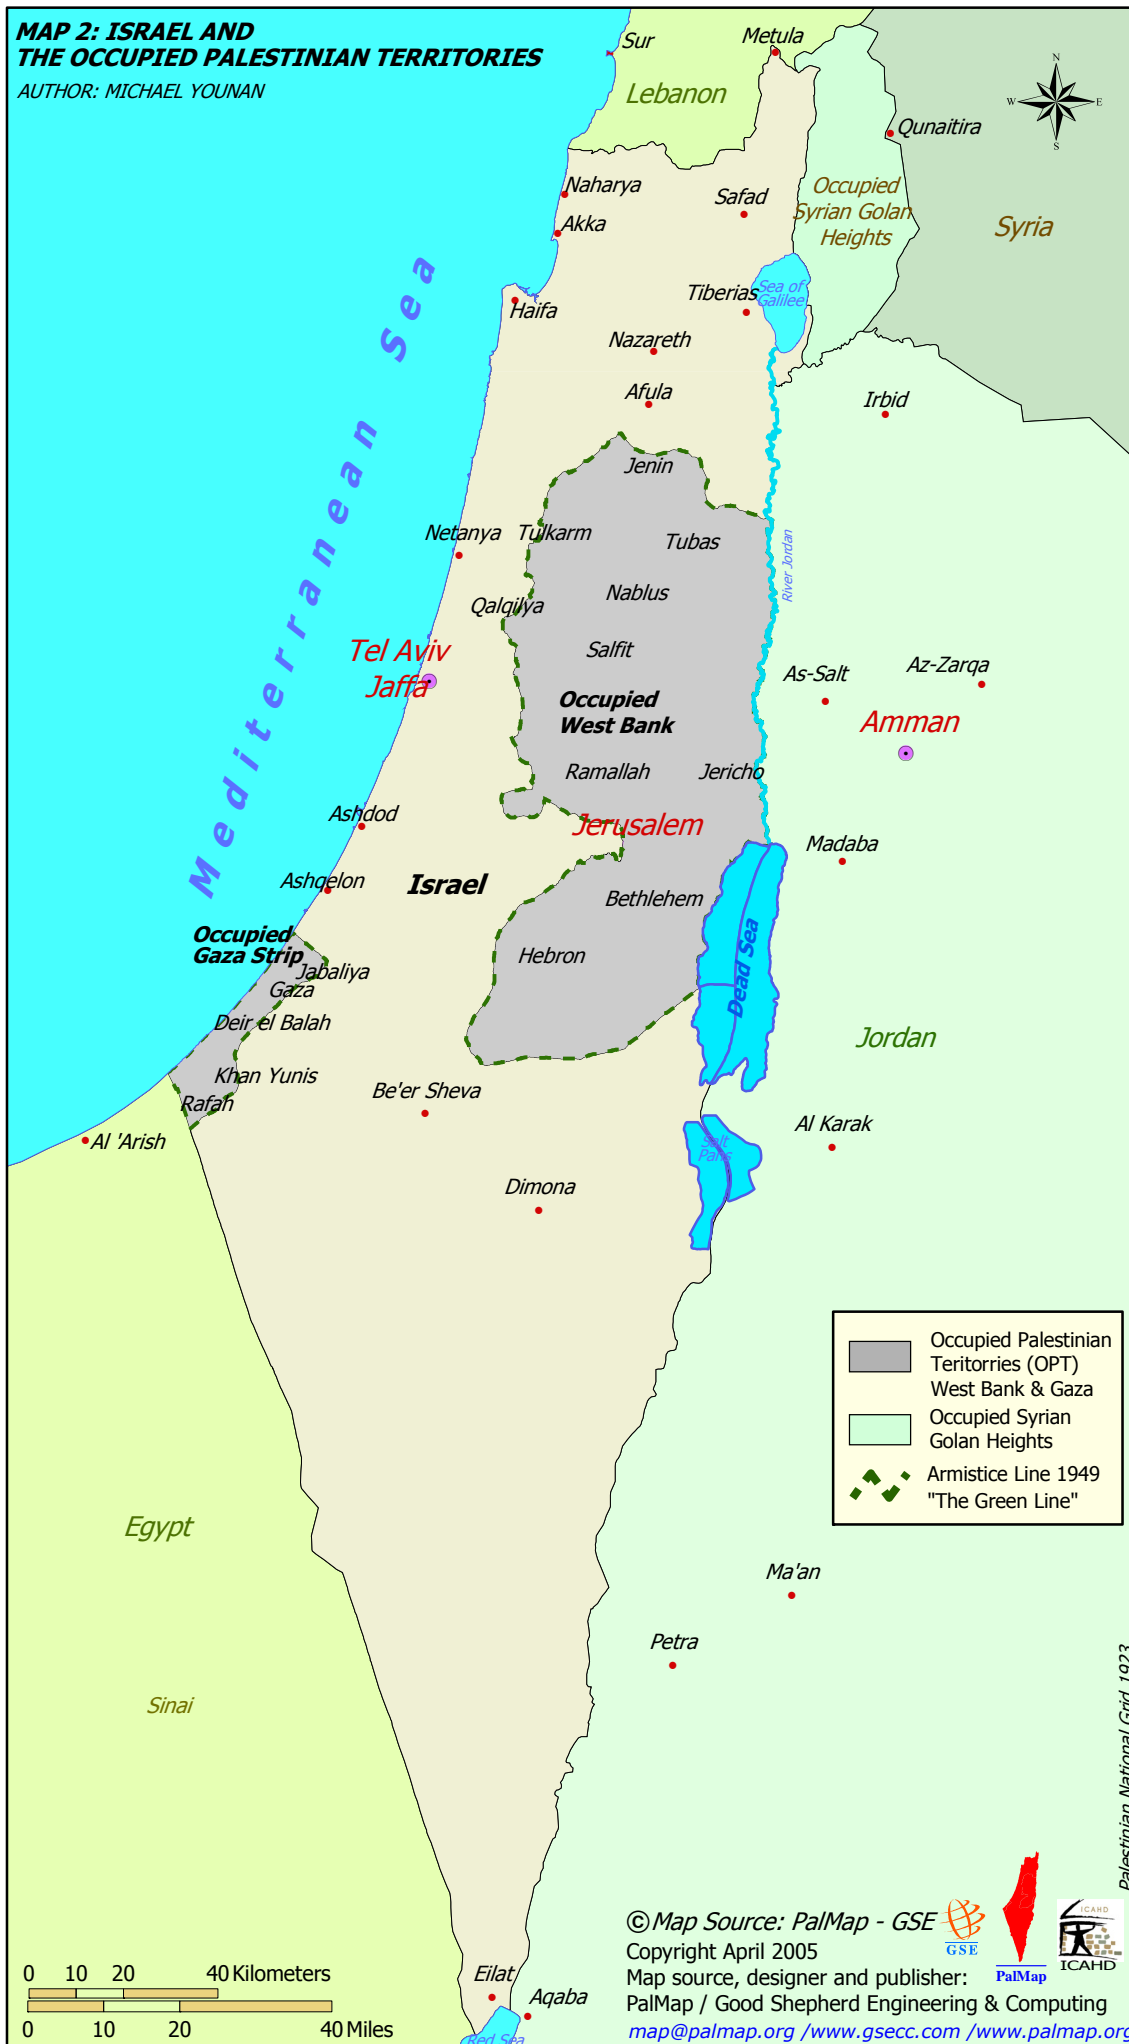 MAP 2: ISRAEL AND
THE OCCUPIED PALESTINIAN TERRITORIES
AUTHOR: MICHAEL YOUNAN
Sur
Metula
Lebanon
N
W
E
S
Qunaitira
Naharya
Safad
Occupied
Syrian Golan
Heights
Syria
Akka
Tiberias
Sea of
Galilee
Haifa
Nazareth
Afula
Irbid
Mediterranean Sea
Jenin
Netanya
Tulkarm
Tubas
River Jordan
Nablus
Qalqilya
Tel Aviv
Jaffa
Salfit
As-Salt
Az-Zarqa
Occupied
West Bank
Amman
Ramallah
Jericho
Ashdod
Jerusalem
Madaba
Ashqelon
Israel
Bethlehem
Occupied
Gaza Strip
Hebron
Dead Sea
Jabaliya
Gaza
Deir el Balah
Jordan
Khan Yunis
Rafah
Be'er Sheva
Al 'Arish
Al Karak
Salt
Pans
Dimona
Occupied Palestinian
Teritorries (OPT)
West Bank & Gaza
Occupied Syrian
Golan Heights
Armistice Line 1949
"The Green Line"
Egypt
Ma'an
Petra
Sinai
Palestinian National Grid 1923
© Map Source: PalMap - GSE
GSE
PalMap
ICAHD
ICAHD
Copyright April 2005
Map source, designer and publisher:
PalMap / Good Shepherd Engineering & Computing
map@palmap.org /www.gsecc.com /www.palmap.org
Eilat
Aqaba
Red Sea
0 10 20 40 Kilometers
0 10 20 40 Miles